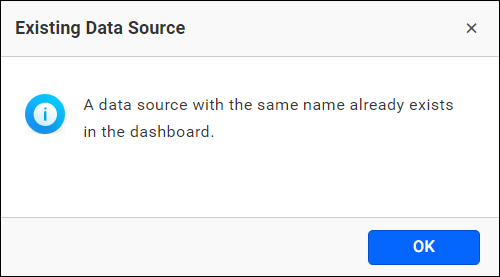 Existing Data Source
A data source with the same name already exists
in the dashboard.
OK